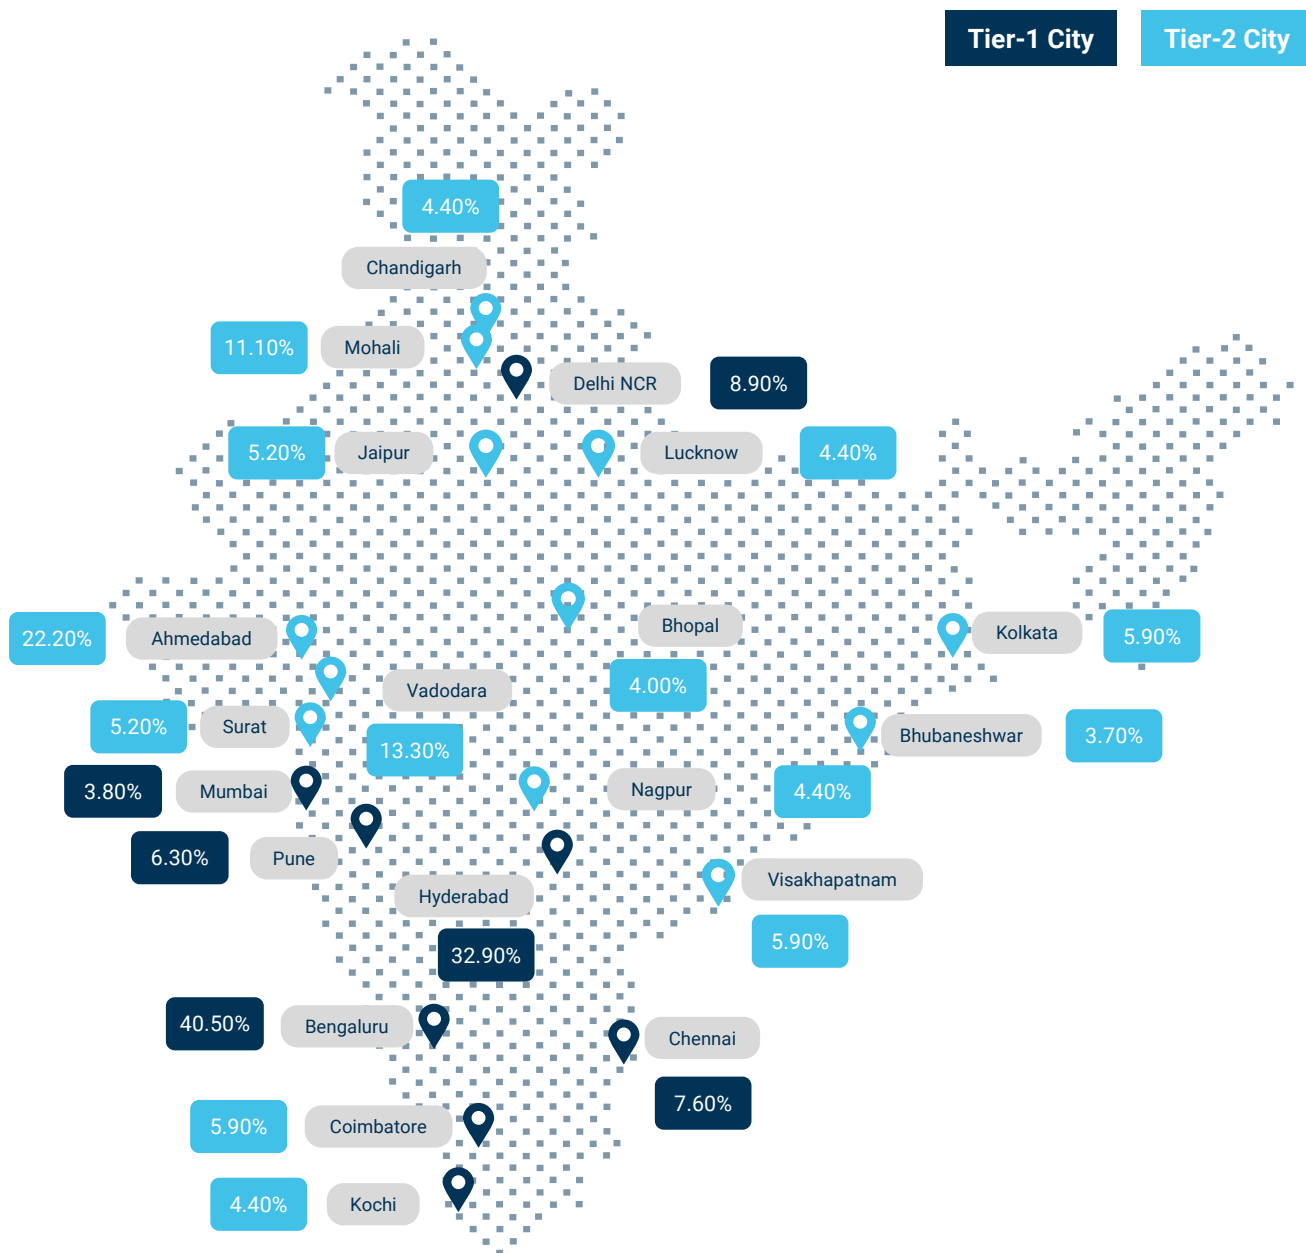 Tier-1 City
Tier-2 City
4.40%
Chandigarh
11.10%
Mohali
Delhi NCR
8.90%
5.20%
Jaipur
Lucknow
4.40%
22.20%
Ahmedabad
Bhopal
4.00%
Kolkata
5.90%
Vadodara
13.30%
5.20%
Surat
Bhubaneshwar
3.70%
3.80%
Mumbai
Nagpur
4.40%
6.30%
Pune
Hyderabad
32.90%
Visakhapatnam
5.90%
40.50%
Bengaluru
Chennai
7.60%
5.90%
Coimbatore
4.40%
Kochi